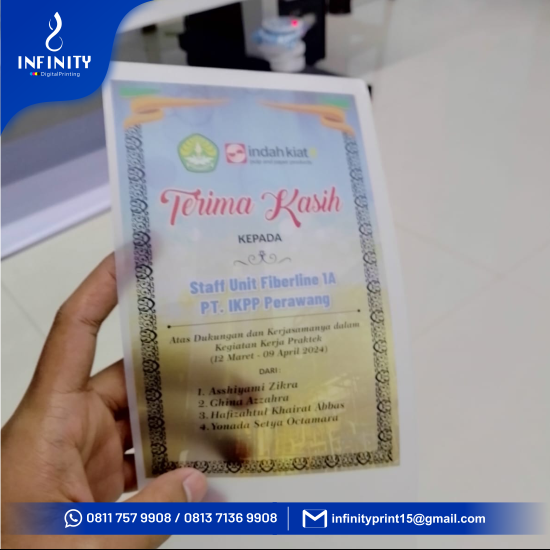 INFINITY
DigitalPrinting
indah kiat
Terima Kasih
KEPADA
Staff Unit Fiberline 1A
PT. IKPP Perawang
Atas Dukungan dan Kerjasamanya dalam
Kegiatan Kerja Praktek
(12 Maret - 09 April 2024)
DARI :
1. Asshiyami Zikra
2. Ghina Azzahra
3. Hafizahtul Khairat Abbas
4. Yonada Setya Octamara
0811 757 9908 / 0813 7136 9908
infinityprint15@gmail.com